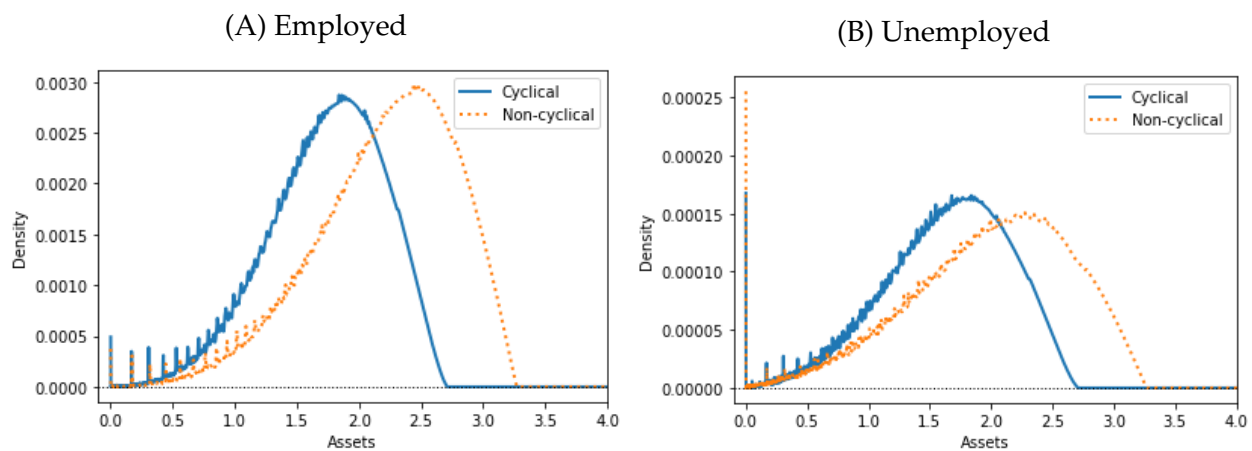 (A) Employed
0.0030
0.0025
0.0020
0.0015
0.0010
0.0005
0.0000
Density
Cyclical
Non-cyclical
0.0 0.5 1.0 1.5 2.0 2.5 3.0 3.5 4.0
Assets
(B) Unemployed
0.00025
0.00020
0.00015
0.00010
0.00005
0.00000
Density
Cyclical
Non-cyclical
0.0 0.5 1.0 1.5 2.0 2.5 3.0 3.5 4.0
Assets